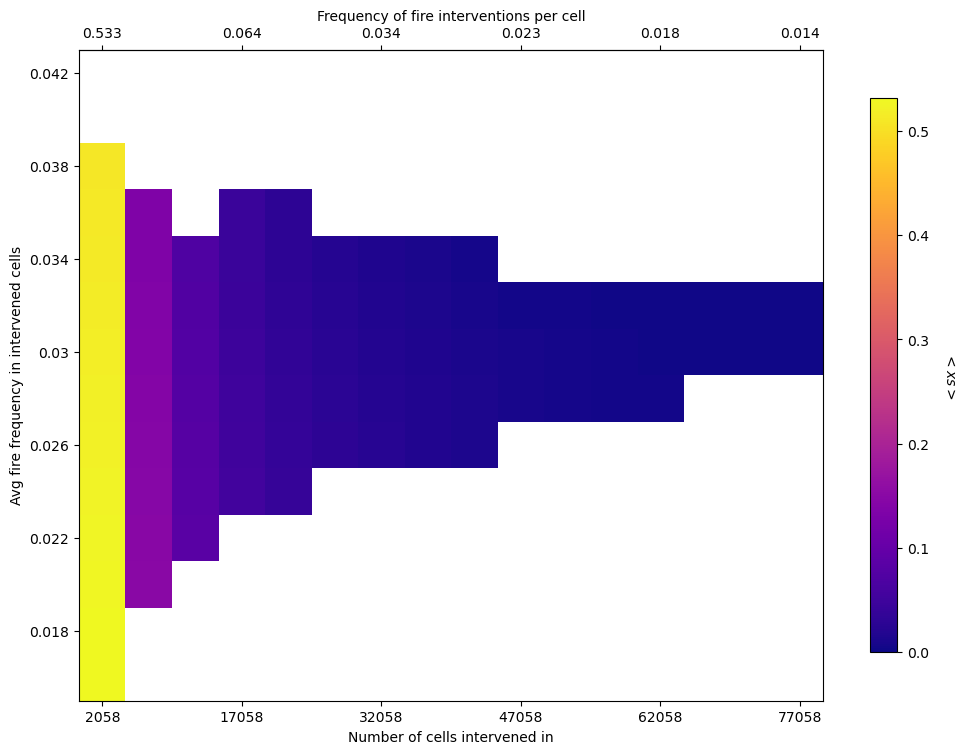 Frequency of fire interventions per cell
0.533 0.064 0.034 0.023 0.018 0.014
0.042
0.038
0.034
0.03
0.026
0.022
0.018
Avg fire frequency in intervened cells
2058 17058 32058 47058 62058 77058
Number of cells intervened in
0.5
0.4
0.3
0.2
0.1
0.0
< sx >